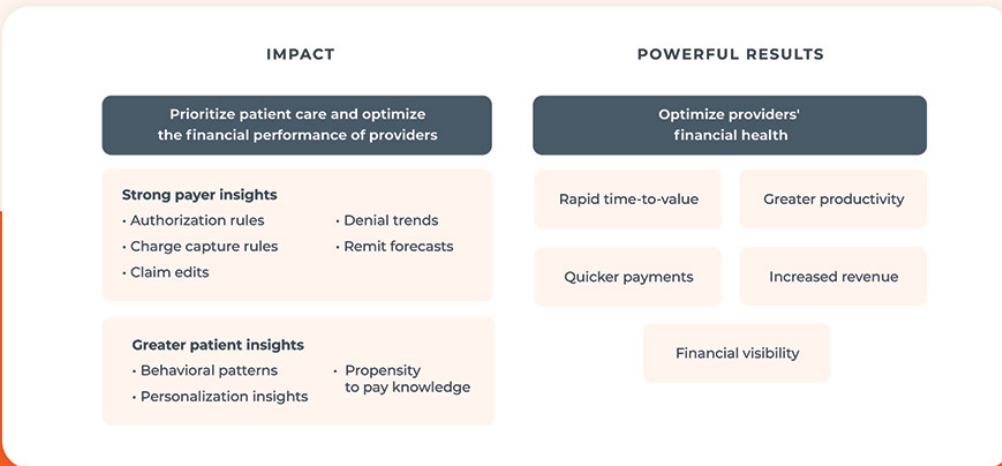 IMPACT
Prioritize patient care and optimize
the financial performance of providers
Strong payer insights
• Authorization rules
• Charge capture rules
• Claim edits
• Denial trends
• Remit forecasts
Greater patient insights
• Behavioral patterns
• Personalization insights
• Propensity
to pay knowledge
POWERFUL RESULTS
Optimize providers'
financial health
Rapid time-to-value
Greater productivity
Quicker payments
Increased revenue
Financial visibility